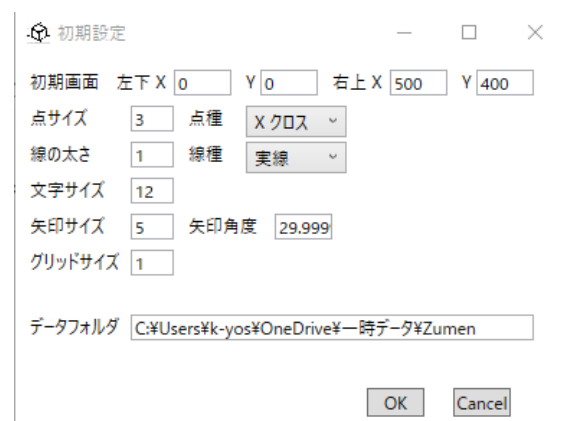 初期設定
初期画面 左下 X 0 Y 0 右上 X 500 Y 400
点サイズ 3 点種 X クロス
線の太さ 1 線種 実線
文字サイズ 12
矢印サイズ 5 矢印角度 29.999
グリッドサイズ 1
データフォルダ C:¥Users¥k-yos¥OneDrive¥一時データ¥Zumen
OK Cancel